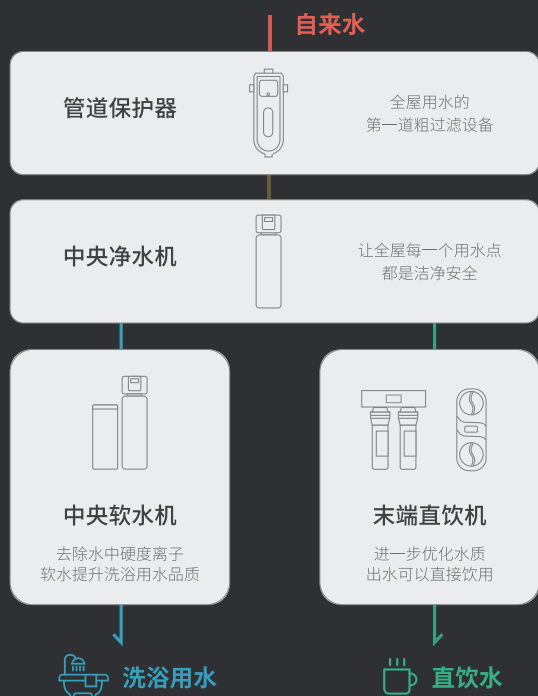 自来水
管道保护器
全屋用水的
第一道粗过滤设备
中央净水机
让全屋每一个用水点
都是洁净安全
中央软水机
去除水中硬度离子
软水提升洗浴用水品质
末端直饮机
进一步优化水质
出水可以直接饮用
洗浴用水
直饮水